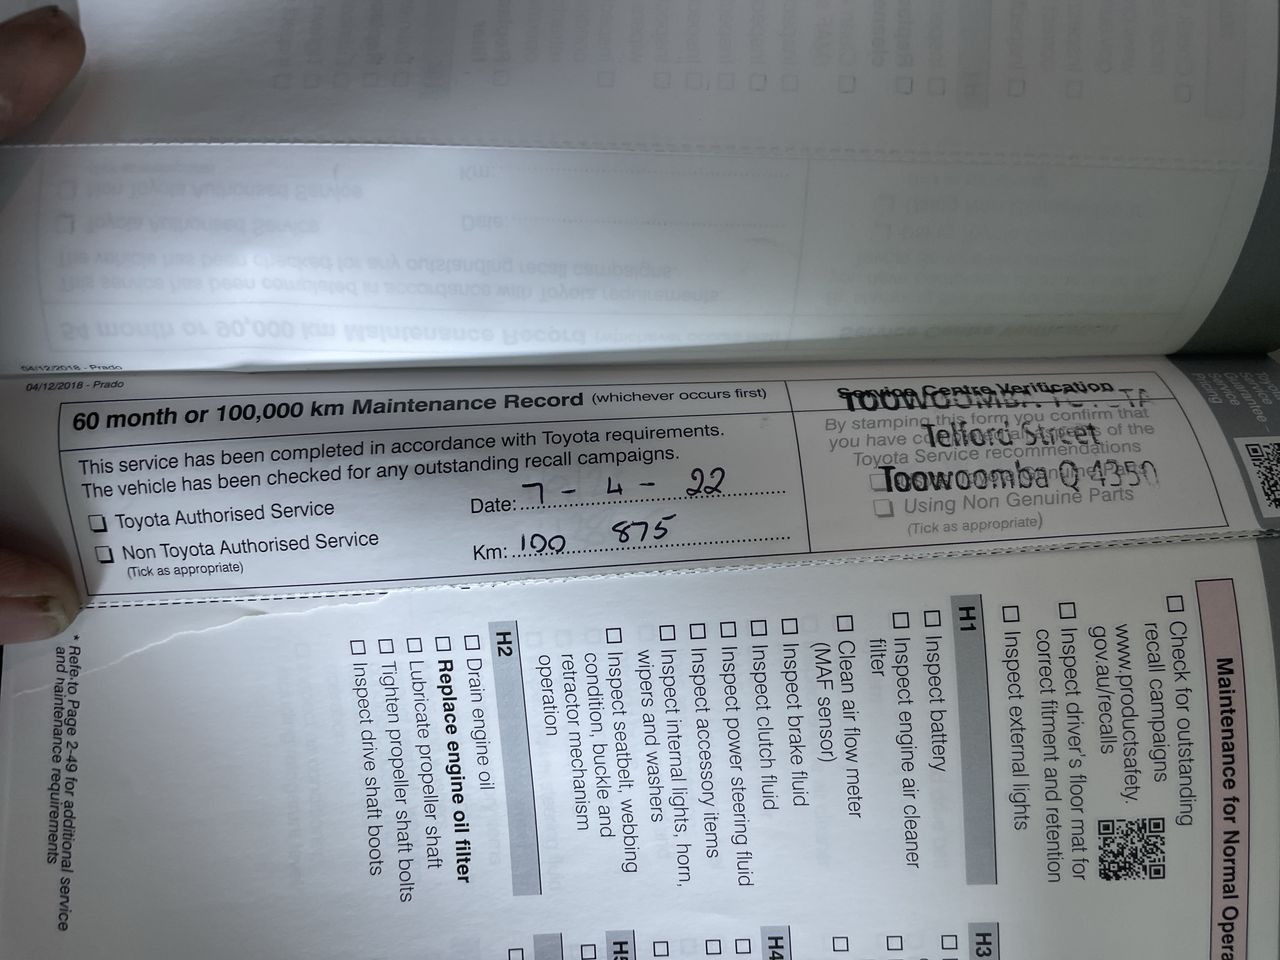 04/12/2018 - Prado
04/12/2018 - Prado
60 month or 100,000 km Maintenance Record (whichever occurs first)
This service has been completed in accordance with Toyota requirements.
The vehicle has been checked for any outstanding recall campaigns.
Toyota Authorised Service
Non Toyota Authorised Service
(Tick as appropriate)
Date: 7 - 4 - 22
Km: 100 875
Service Centre Verification
By stamping this form you confirm that
you have of the
Toyota Service recommendations
Using Non Genuine Parts
(Tick as appropriate)
Telford Street
Toowoomba Q 4350
Maintenance for Normal Opera
Check for outstanding
recall campaigns
www.productsafety.
gov.au/recalls
Inspect driver's floor mat for
correct fitment and retention
Inspect external lights
H1
Inspect battery
Inspect engine air cleaner
filter
Clean air flow meter
(MAF sensor)
Inspect brake fluid
Inspect clutch fluid
Inspect power steering fluid
Inspect accessory items
Inspect internal lights, horn,
wipers and washers
Inspect seatbelt, webbing
condition, buckle and
retractor mechanism
operation
H2
Drain engine oil
Replace engine oil filter
Lubricate propeller shaft
Tighten propeller shaft bolts
Inspect drive shaft boots
* Refer to Page 2-49 for additional service
and maintenance requirements
H3
H4
H5